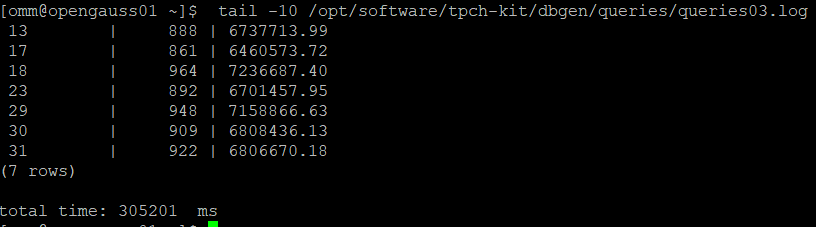 [omm@opengauss01 ~]$  tail -10 /opt/software/tpch-kit/dbgen/queries/queries03.log
 13        |     888 | 6737713.99
 17        |     861 | 6460573.72
 18        |     964 | 7236687.40
 23        |     892 | 6701457.95
 29        |     948 | 7158866.63
 30        |     909 | 6808436.13
 31        |     922 | 6806670.18
(7 rows)
total time: 305201  ms